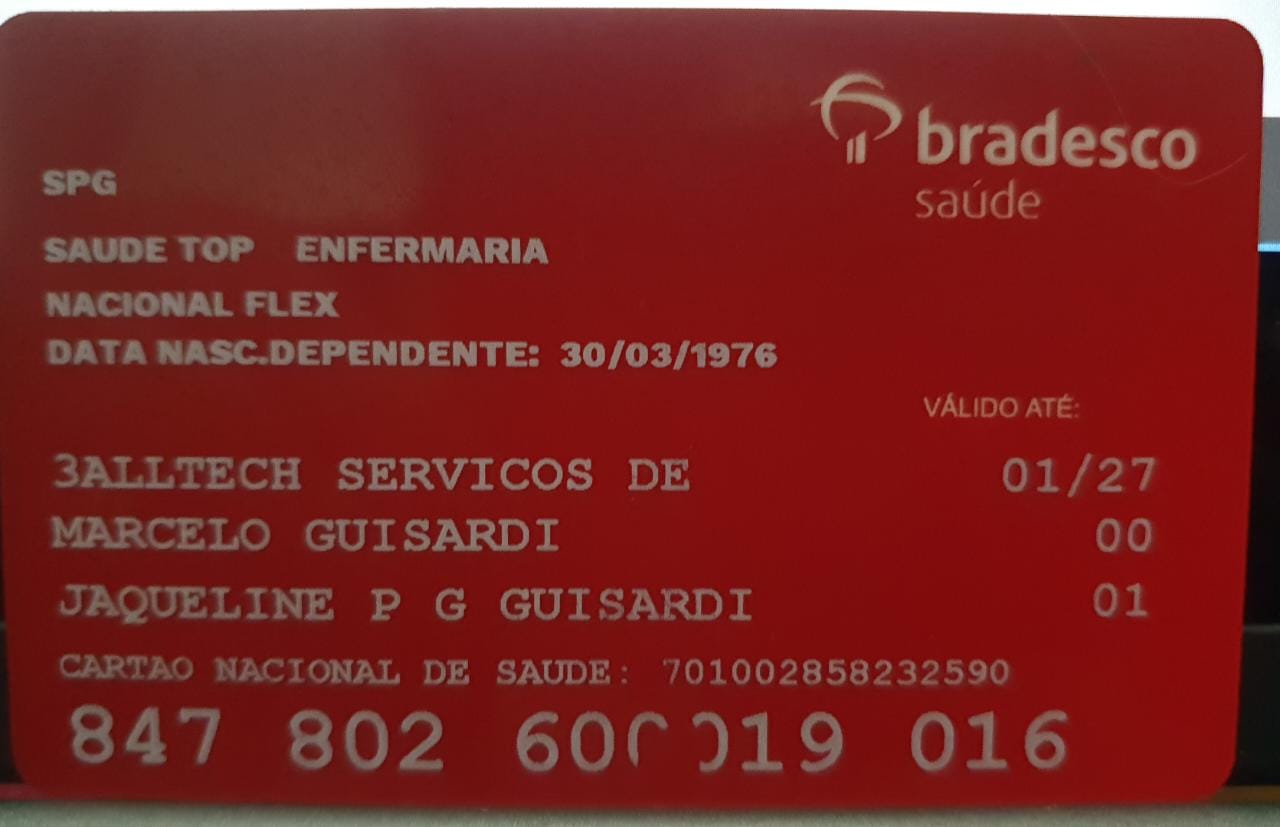 bradesco
saúde
SPG
SAUDE TOP ENFERMARIA
NACIONAL FLEX
DATA NASC.DEPENDENTE: 30/03/1976
VÁLIDO ATÉ:
3ALLTECH SERVICOS DE 01/27
MARCELO GUISARDI 00
JAQUELINE P G GUISARDI 01
CARTAO NACIONAL DE SAUDE: 701002858232590
847 802 019 016